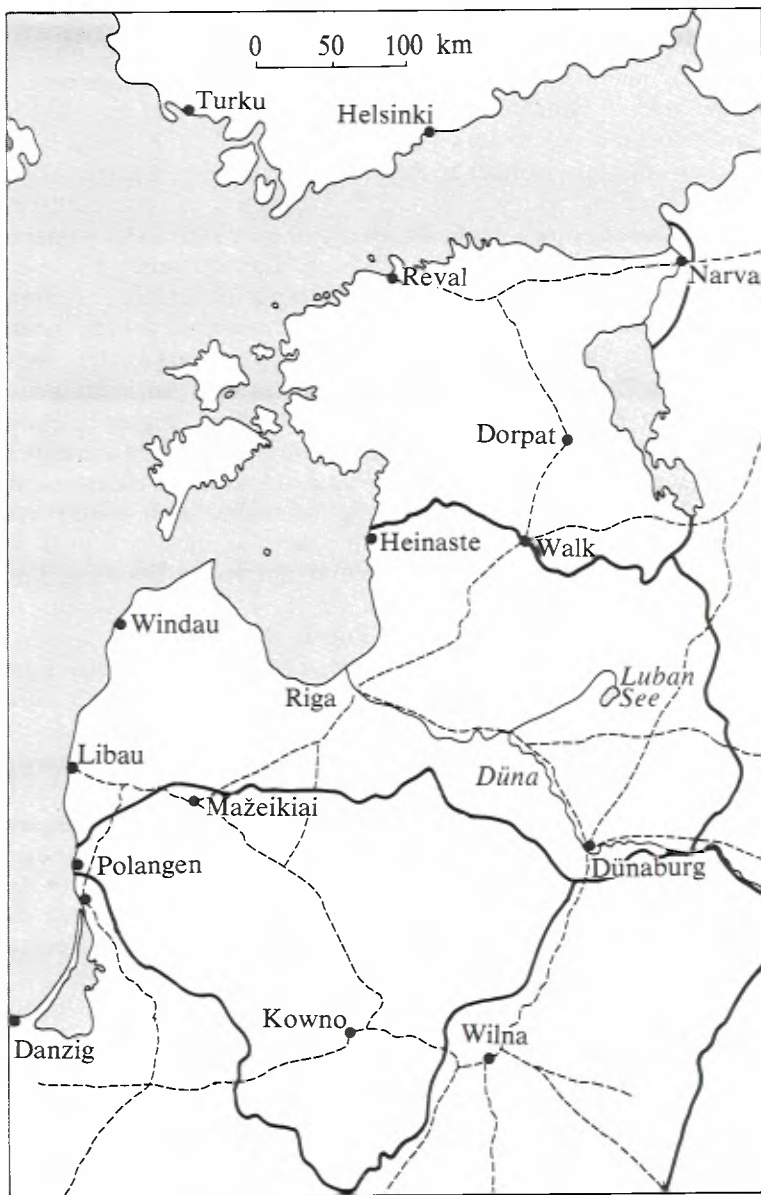 0 50 100 km
Turku
Helsinki
Reval
Narva
Dorpat
Heinaste
Walk
Windau
Luban
See
Riga
Libau
Düna
Mažeikiai
Dünaburg
Polangen
Kowno
Wilna
Danzig